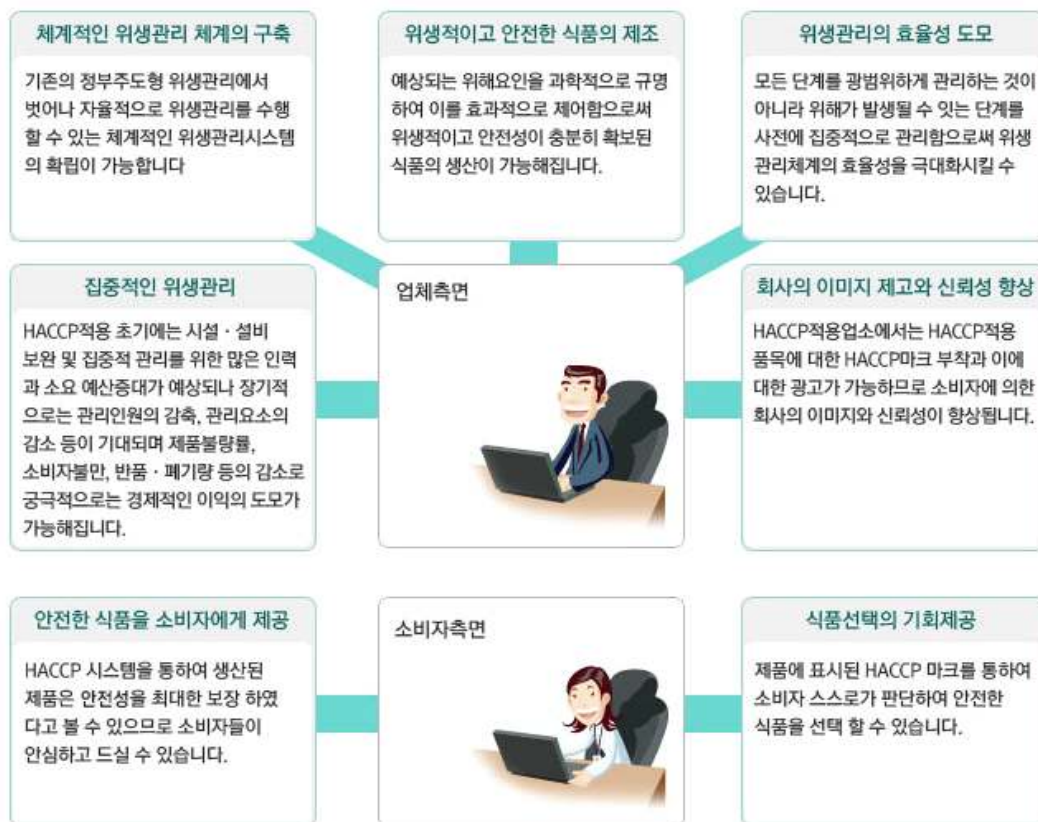 체계적인 위생관리 체계의 구축
기존의 정부주도형 위생관리에서
벗어나 자율적으로 위생관리를 수행
할 수 있는 체계적인 위생관리시스템
의 확립이 가능합니다
위생적이고 안전한 식품의 제조
예상되는 위해요인을 과학적으로 규명
하여 이를 효과적으로 제어함으로써
위생적이고 안전성이 충분히 확보된
식품의 생산이 가능해집니다.
위생관리의 효율성 도모
모든 단계를 광범위하게 관리하는 것이
아니라 위해가 발생될 수 잇는 단계를
사전에 집중적으로 관리함으로써 위생
관리체계의 효율성을 극대화시킬 수
있습니다.
집중적인 위생관리
HACCP적용 초기에는 시설 · 설비
보완 및 집중적 관리를 위한 많은 인력
과 소요 예산증대가 예상되나 장기적
으로는 관리인원의 감축, 관리요소의
감소 등이 기대되며 제품불량률,
소비자불만, 반품 · 폐기량 등의 감소로
궁극적으로는 경제적인 이익의 도모가
가능해집니다.
업체측면
회사의 이미지 제고와 신뢰성 향상
HACCP적용업소에서는 HACCP적용
품목에 대한 HACCP마크 부착과 이에
대한 광고가 가능하므로 소비자에 의한
회사의 이미지와 신뢰성이 향상됩니다.
안전한 식품을 소비자에게 제공
HACCP 시스템을 통하여 생산된
제품은 안전성을 최대한 보장 하였
다고 볼 수 있으므로 소비자들이
안심하고 드실 수 있습니다.
소비자측면
식품선택의 기회제공
제품에 표시된 HACCP 마크를 통하여
소비자 스스로가 판단하여 안전한
식품을 선택 할 수 있습니다.